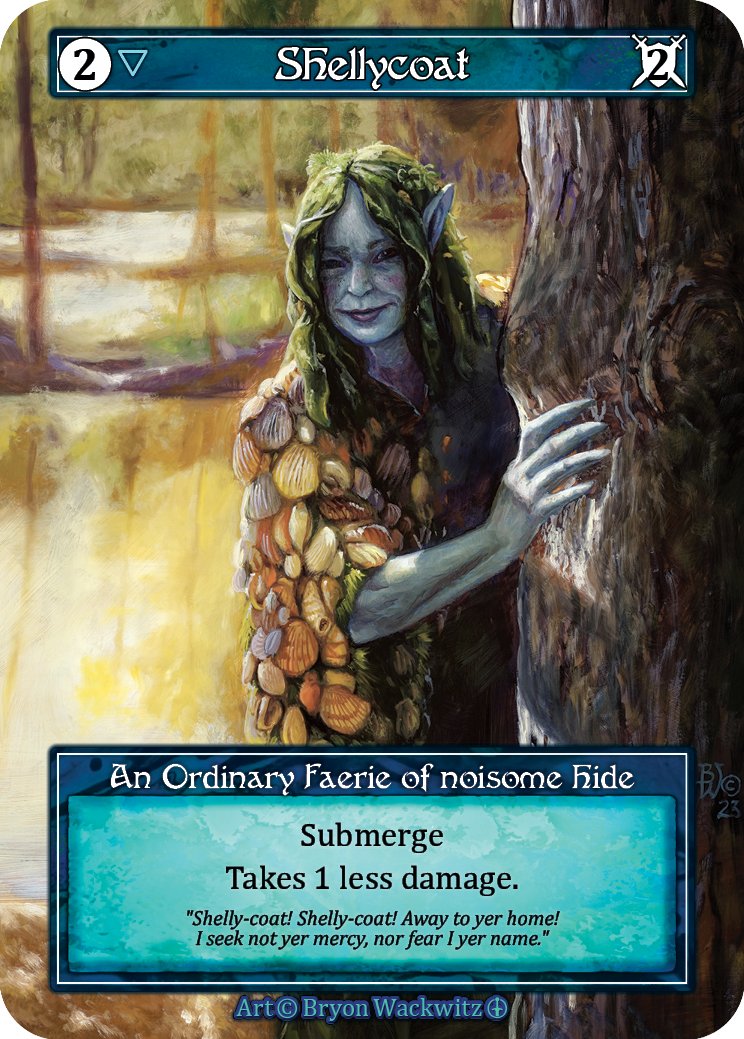 2 Shellycoat 2
BW©
23
An Ordinary Faerie of noisome Hide
Submerge
Takes 1 less damage.
"Shelly-coat! Shelly-coat! Away to yer home!
I seek not yer mercy, nor fear I yer name."
Art © Bryon Wackwitz